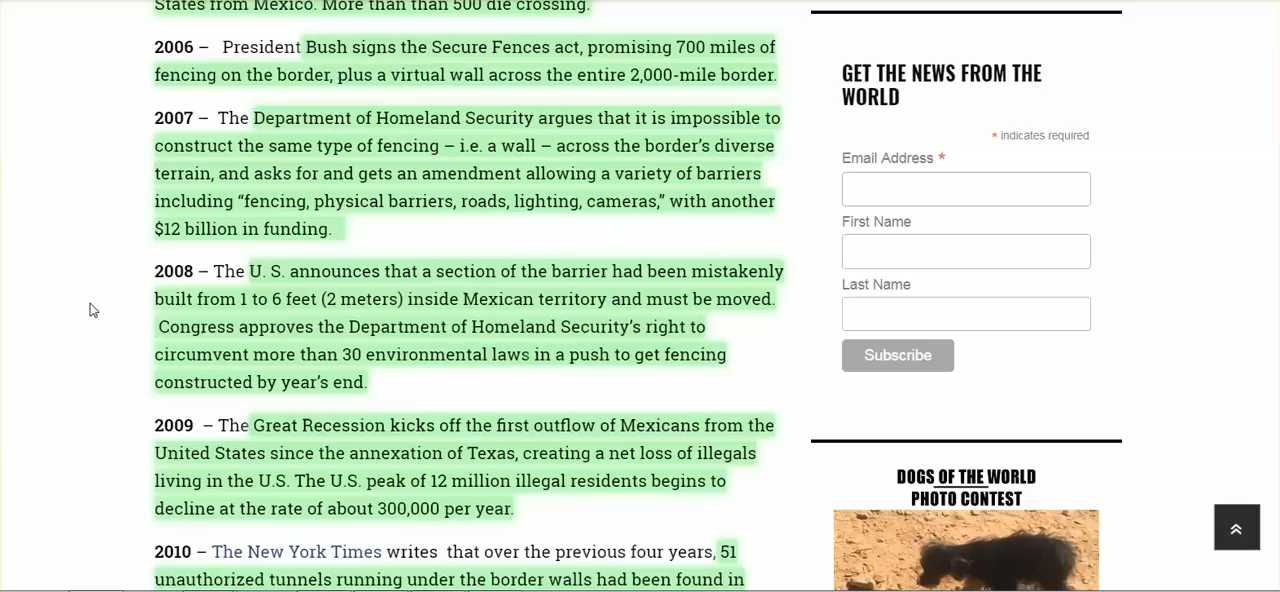 States from Mexico. More than than 500 die crossing.
2006 – President Bush signs the Secure Fences act, promising 700 miles of
fencing on the border, plus a virtual wall across the entire 2,000-mile border.
2007 – The Department of Homeland Security argues that it is impossible to
construct the same type of fencing – i.e. a wall – across the border’s diverse
terrain, and asks for and gets an amendment allowing a variety of barriers
including “fencing, physical barriers, roads, lighting, cameras,” with another
$12 billion in funding.
2008 – The U. S. announces that a section of the barrier had been mistakenly
built from 1 to 6 feet (2 meters) inside Mexican territory and must be moved.
Congress approves the Department of Homeland Security’s right to
circumvent more than 30 environmental laws in a push to get fencing
constructed by year’s end.
2009 – The Great Recession kicks off the first outflow of Mexicans from the
United States since the annexation of Texas, creating a net loss of illegals
living in the U.S. The U.S. peak of 12 million illegal residents begins to
decline at the rate of about 300,000 per year.
2010 – The New York Times writes that over the previous four years, 51
unauthorized tunnels running under the border walls had been found in
GET THE NEWS FROM THE
WORLD
* indicates required
Email Address *
First Name
Last Name
Subscribe
DOGS OF THE WORLD
PHOTO CONTEST